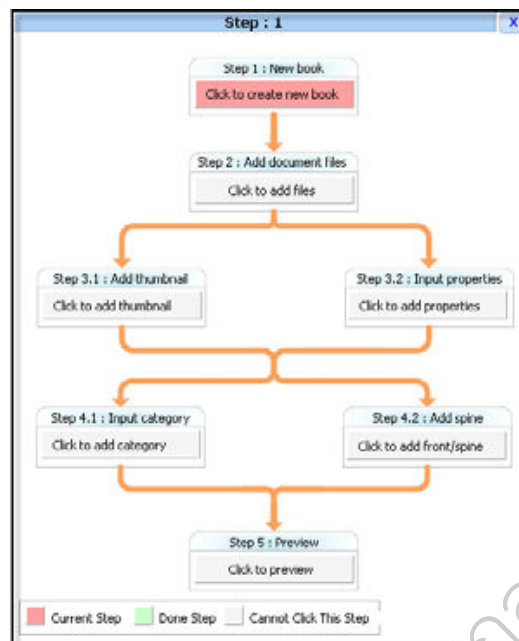 Step : 1
X
Step 1 : New book
Click to create new book
Step 2 : Add document files
Click to add files
Step 3.1 : Add thumbnail
Step 3.2 : Input properties
Click to add thumbnail
Click to add properties
Step 4.1 : Input category
Step 4.2 : Add spine
Click to add category
Click to add front/spine
Step 5 : Preview
Click to preview
Current Step
Done Step
Cannot Click This Step